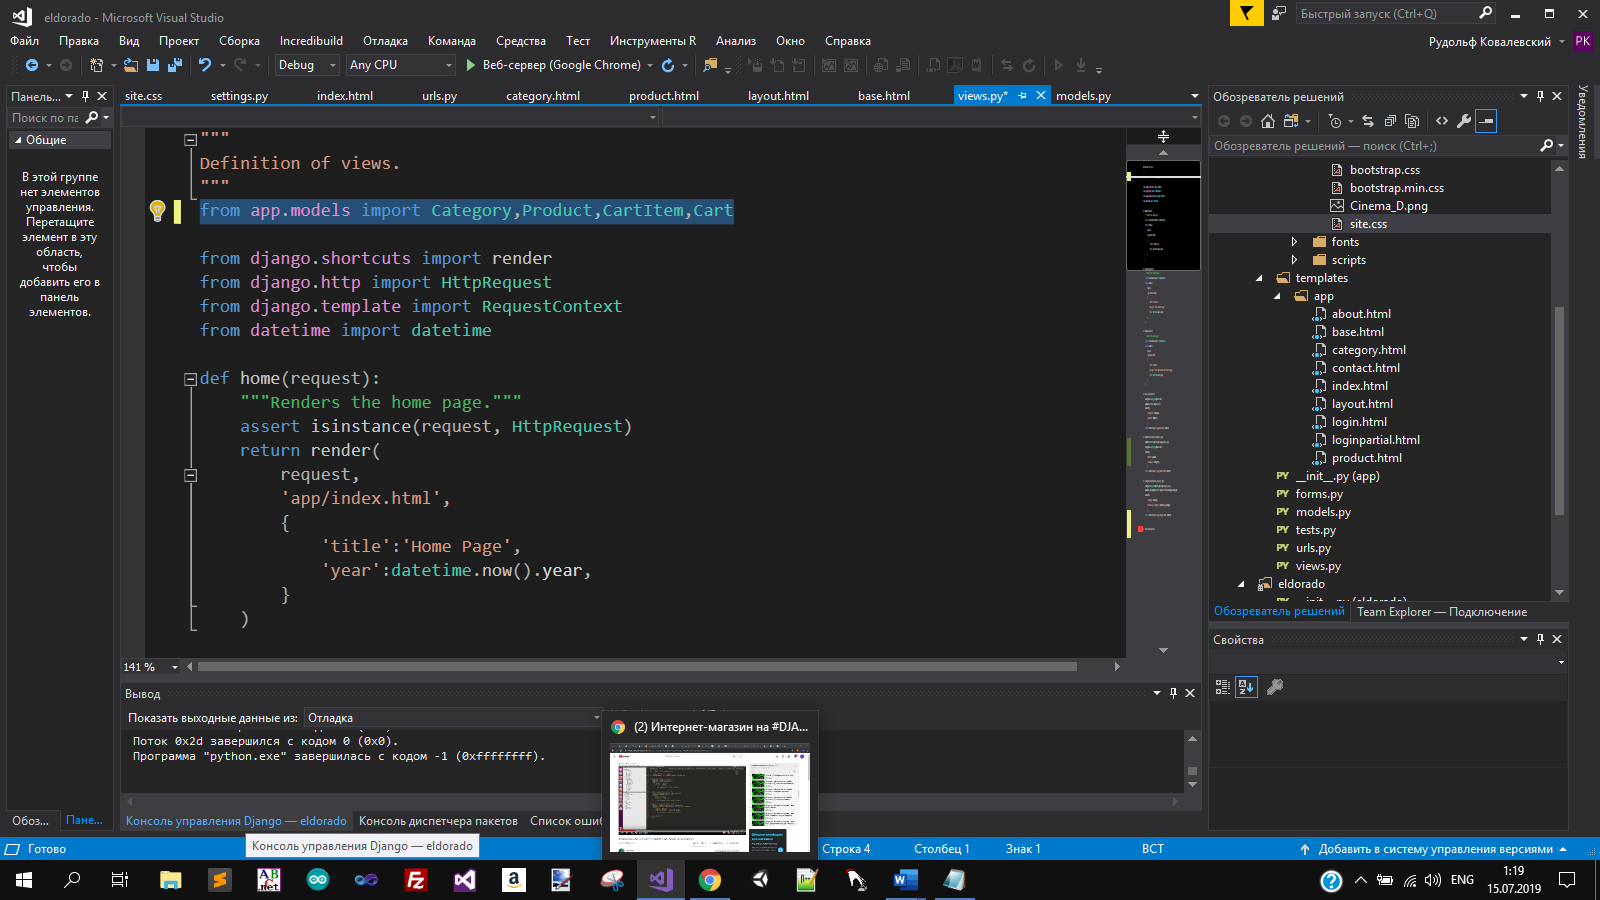 eldorado - Microsoft Visual Studio
Быстрый запуск (Ctrl+Q)
Файл Правка Вид Проект Сборка Incredibuild Отладка Команда Средства Тест Инструменты R Анализ Окно Справка
Рудольф Ковалевский РК
Debug Any CPU Веб-сервер (Google Chrome)
Панель...
Поиск по па
Общие
В этой группе
нет элементов
управления.
Перетащите
элемент в эту
область,
чтобы
добавить его в
панель
элементов.
site.css settings.py index.html urls.py category.html product.html layout.html base.html views.py* models.py
"""
Definition of views.
"""
from app.models import Category,Product,CartItem,Cart
from django.shortcuts import render
from django.http import HttpRequest
from django.template import RequestContext
from datetime import datetime
def home(request):
"""Renders the home page."""
assert isinstance(request, HttpRequest)
return render(
request,
'app/index.html',
{
'title':'Home Page',
'year':datetime.now().year,
}
)
141 %
Обозреватель решений
Обозреватель решений — поиск (Ctrl+;)
bootstrap.css
bootstrap.min.css
Cinema_D.png
site.css
fonts
scripts
templates
app
about.html
base.html
category.html
contact.html
index.html
layout.html
login.html
loginpartial.html
product.html
PY __init__.py (app)
PY forms.py
PY models.py
PY tests.py
PY urls.py
PY views.py
eldorado
PY __init__.py (eldorado)
Обозреватель решений Team Explorer — Подключение
Свойства
Уведомления
Вывод
Показать выходные данные из: Отладка
Поток 0x2d завершился с кодом 0 (0x0).
Программа "python.exe" завершилась с кодом -1 (0xffffffff).
(2) Интернет-магазин на #DJA...
Обоз... Пане...
Консоль управления Django — eldorado Консоль диспетчера пакетов Список ошиб
Консоль управления Django — eldorado
Готово
Строка 4 Столбец 1 Знак 1 ВСТ Добавить в систему управления версиями
ENG
1:19
15.07.2019